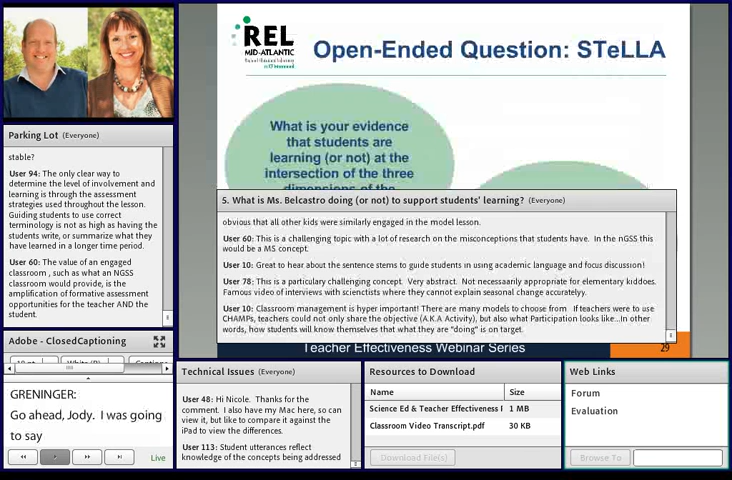 REL
MID-ATLANTIC
Open-Ended Question: STeLLA
What is your evidence
that students are
learning (or not) at the
intersection of the three
dimensions of the
5. What is Ms. Belcastro doing (or not) to support students' learning? (Everyone)
obvious that all other kids were similarly engaged in the model lesson.
User 60: This is a challenging topic with a lot of research on the misconceptions that students have. In the nGSS this
would be a MS concept.
User 10: Great to hear about the sentence stems to guide students in using academic language and focus discussion!
User 78: This is a particulary challenging concept. Very abstract. Not necessaarily appropriate for elementary kiddoes.
Famous video of interviews with scienctists where they cannot explain seasonal change accurateyy.
User 10: Classroom management is hyper important! There are many models to choose from If teachers were to use
CHAMPs, teachers could not only share the objective (A.K.A Activity), but also what Participation looks like...In other
words, how students will know themselves that what they are "doing" is on target.
Teacher Effectiveness Webinar Series
29
Parking Lot (Everyone)
stable?
User 94: The only clear way to
determine the level of involvement and
learning is through the assessment
strategies used throughout the lesson.
Guiding students to use correct
terminology is not as high as having the
students write, or summarize what they
have learned in a longer time period.
User 60: The value of an engaged
classroom , such as what an NGSS
classroom would provide, is the
amplification of formative assessment
opportunities for the teacher AND the
student.
Adobe - ClosedCaptioning
GRENINGER:
Go ahead, Jody. I was going
to say
Live
Technical Issues (Everyone)
User 48: Hi Nicole. Thanks for the
comment. I also have my Mac here, so can
view it, but like to compare it against the
iPad to view the differences.
User 113: Student utterances reflect
knowledge of the concepts being addressed
Resources to Download
Name Size
Science Ed & Teacher Effectiveness 1 MB
Classroom Video Transcript.pdf 30 KB
Download File(s)
Web Links
Forum
Evaluation
Browse To